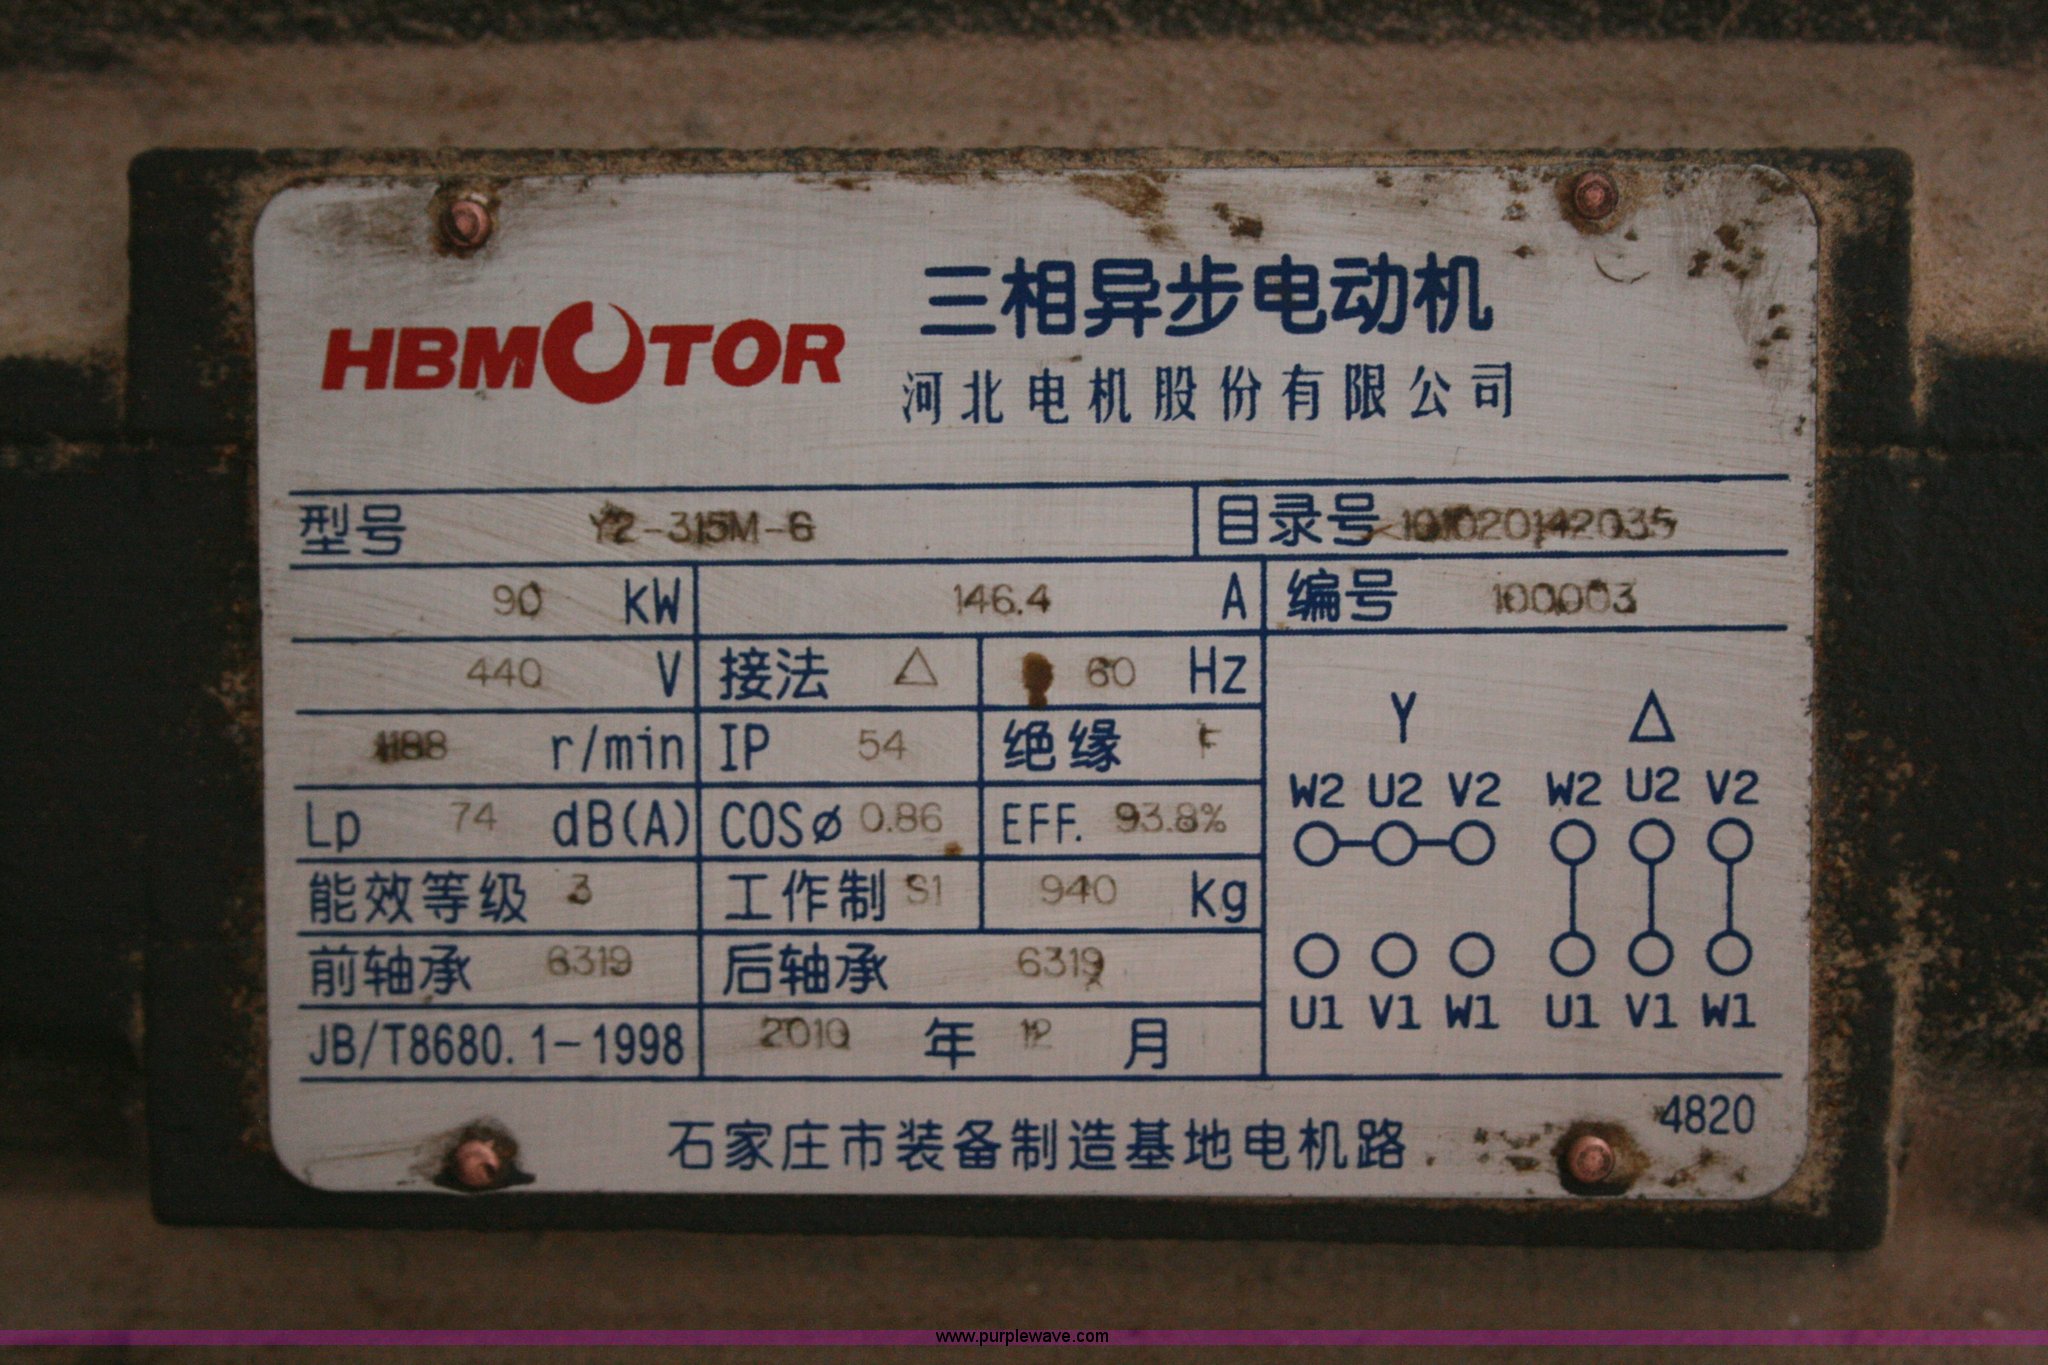 HBMOTOR
三相异步电动机
河北电机股份有限公司
型号 Y2-315M-6 目录号 101020142035
90 KW 146.4 A 编号 100003
440 V 接法 △ 60 Hz
1188 r/min IP 54 绝缘 F
Lp 74 dB(A) COSø 0.86 EFF. 93.8%
能效等级 3 工作制 S1 940 kg
前轴承 6319 后轴承 6319
JB/T8680.1-1998 2010 年 12 月
Y △
W2 U2 V2 W2 U2 V2
U1 V1 W1 U1 V1 W1
石家庄市装备制造基地电机路 4820
www.purplewave.com